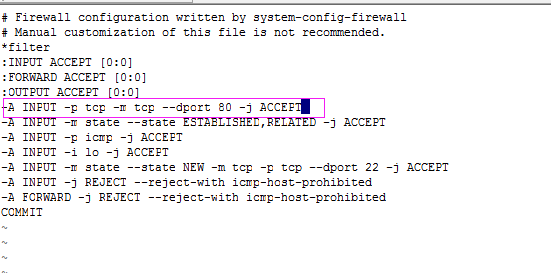 # Firewall configuration written by system-config-firewall
# Manual customization of this file is not recommended.
*filter
:INPUT ACCEPT [0:0]
:FORWARD ACCEPT [0:0]
:OUTPUT ACCEPT [0:0]
-A INPUT -p tcp -m tcp --dport 80 -j ACCEPT
-A INPUT -m state --state ESTABLISHED,RELATED -j ACCEPT
-A INPUT -p icmp -j ACCEPT
-A INPUT -i lo -j ACCEPT
-A INPUT -m state --state NEW -m tcp -p tcp --dport 22 -j ACCEPT
-A INPUT -j REJECT --reject-with icmp-host-prohibited
-A FORWARD -j REJECT --reject-with icmp-host-prohibited
COMMIT
~
~
~
~